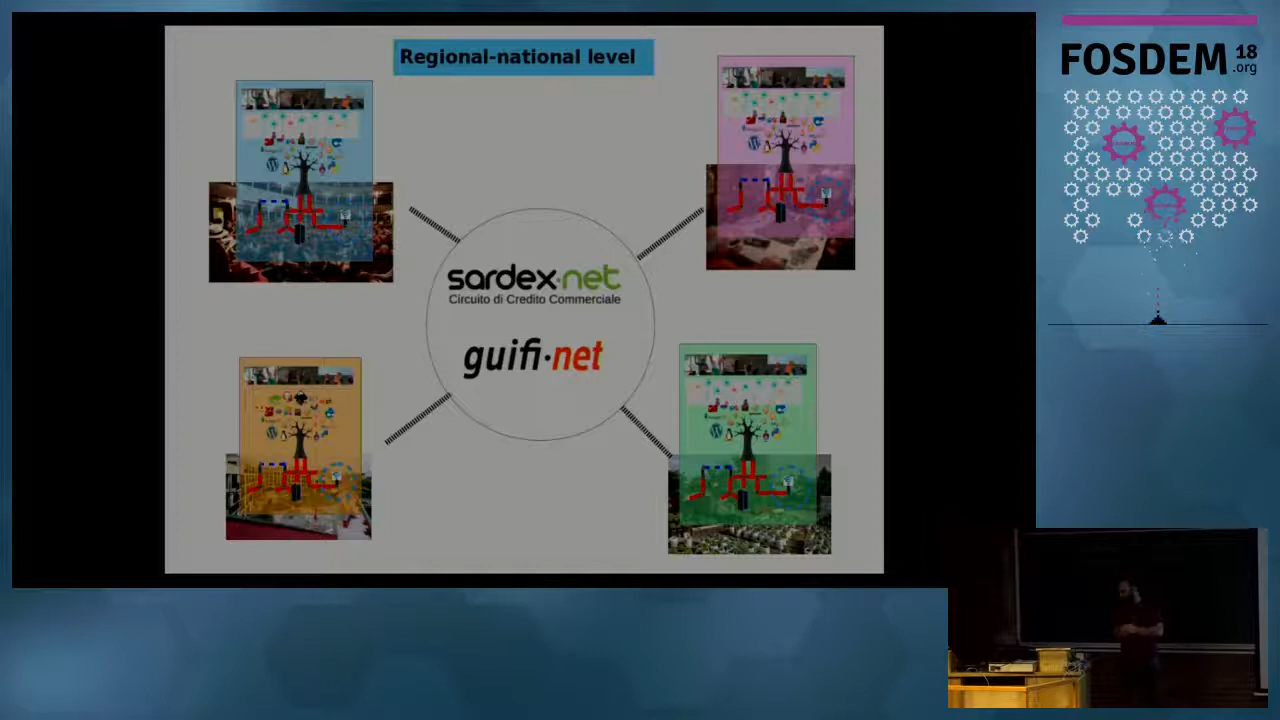 Regional-national level
sardex.net
Circuito di Credito Commerciale
guifi.net
FOSDEM 18
.org